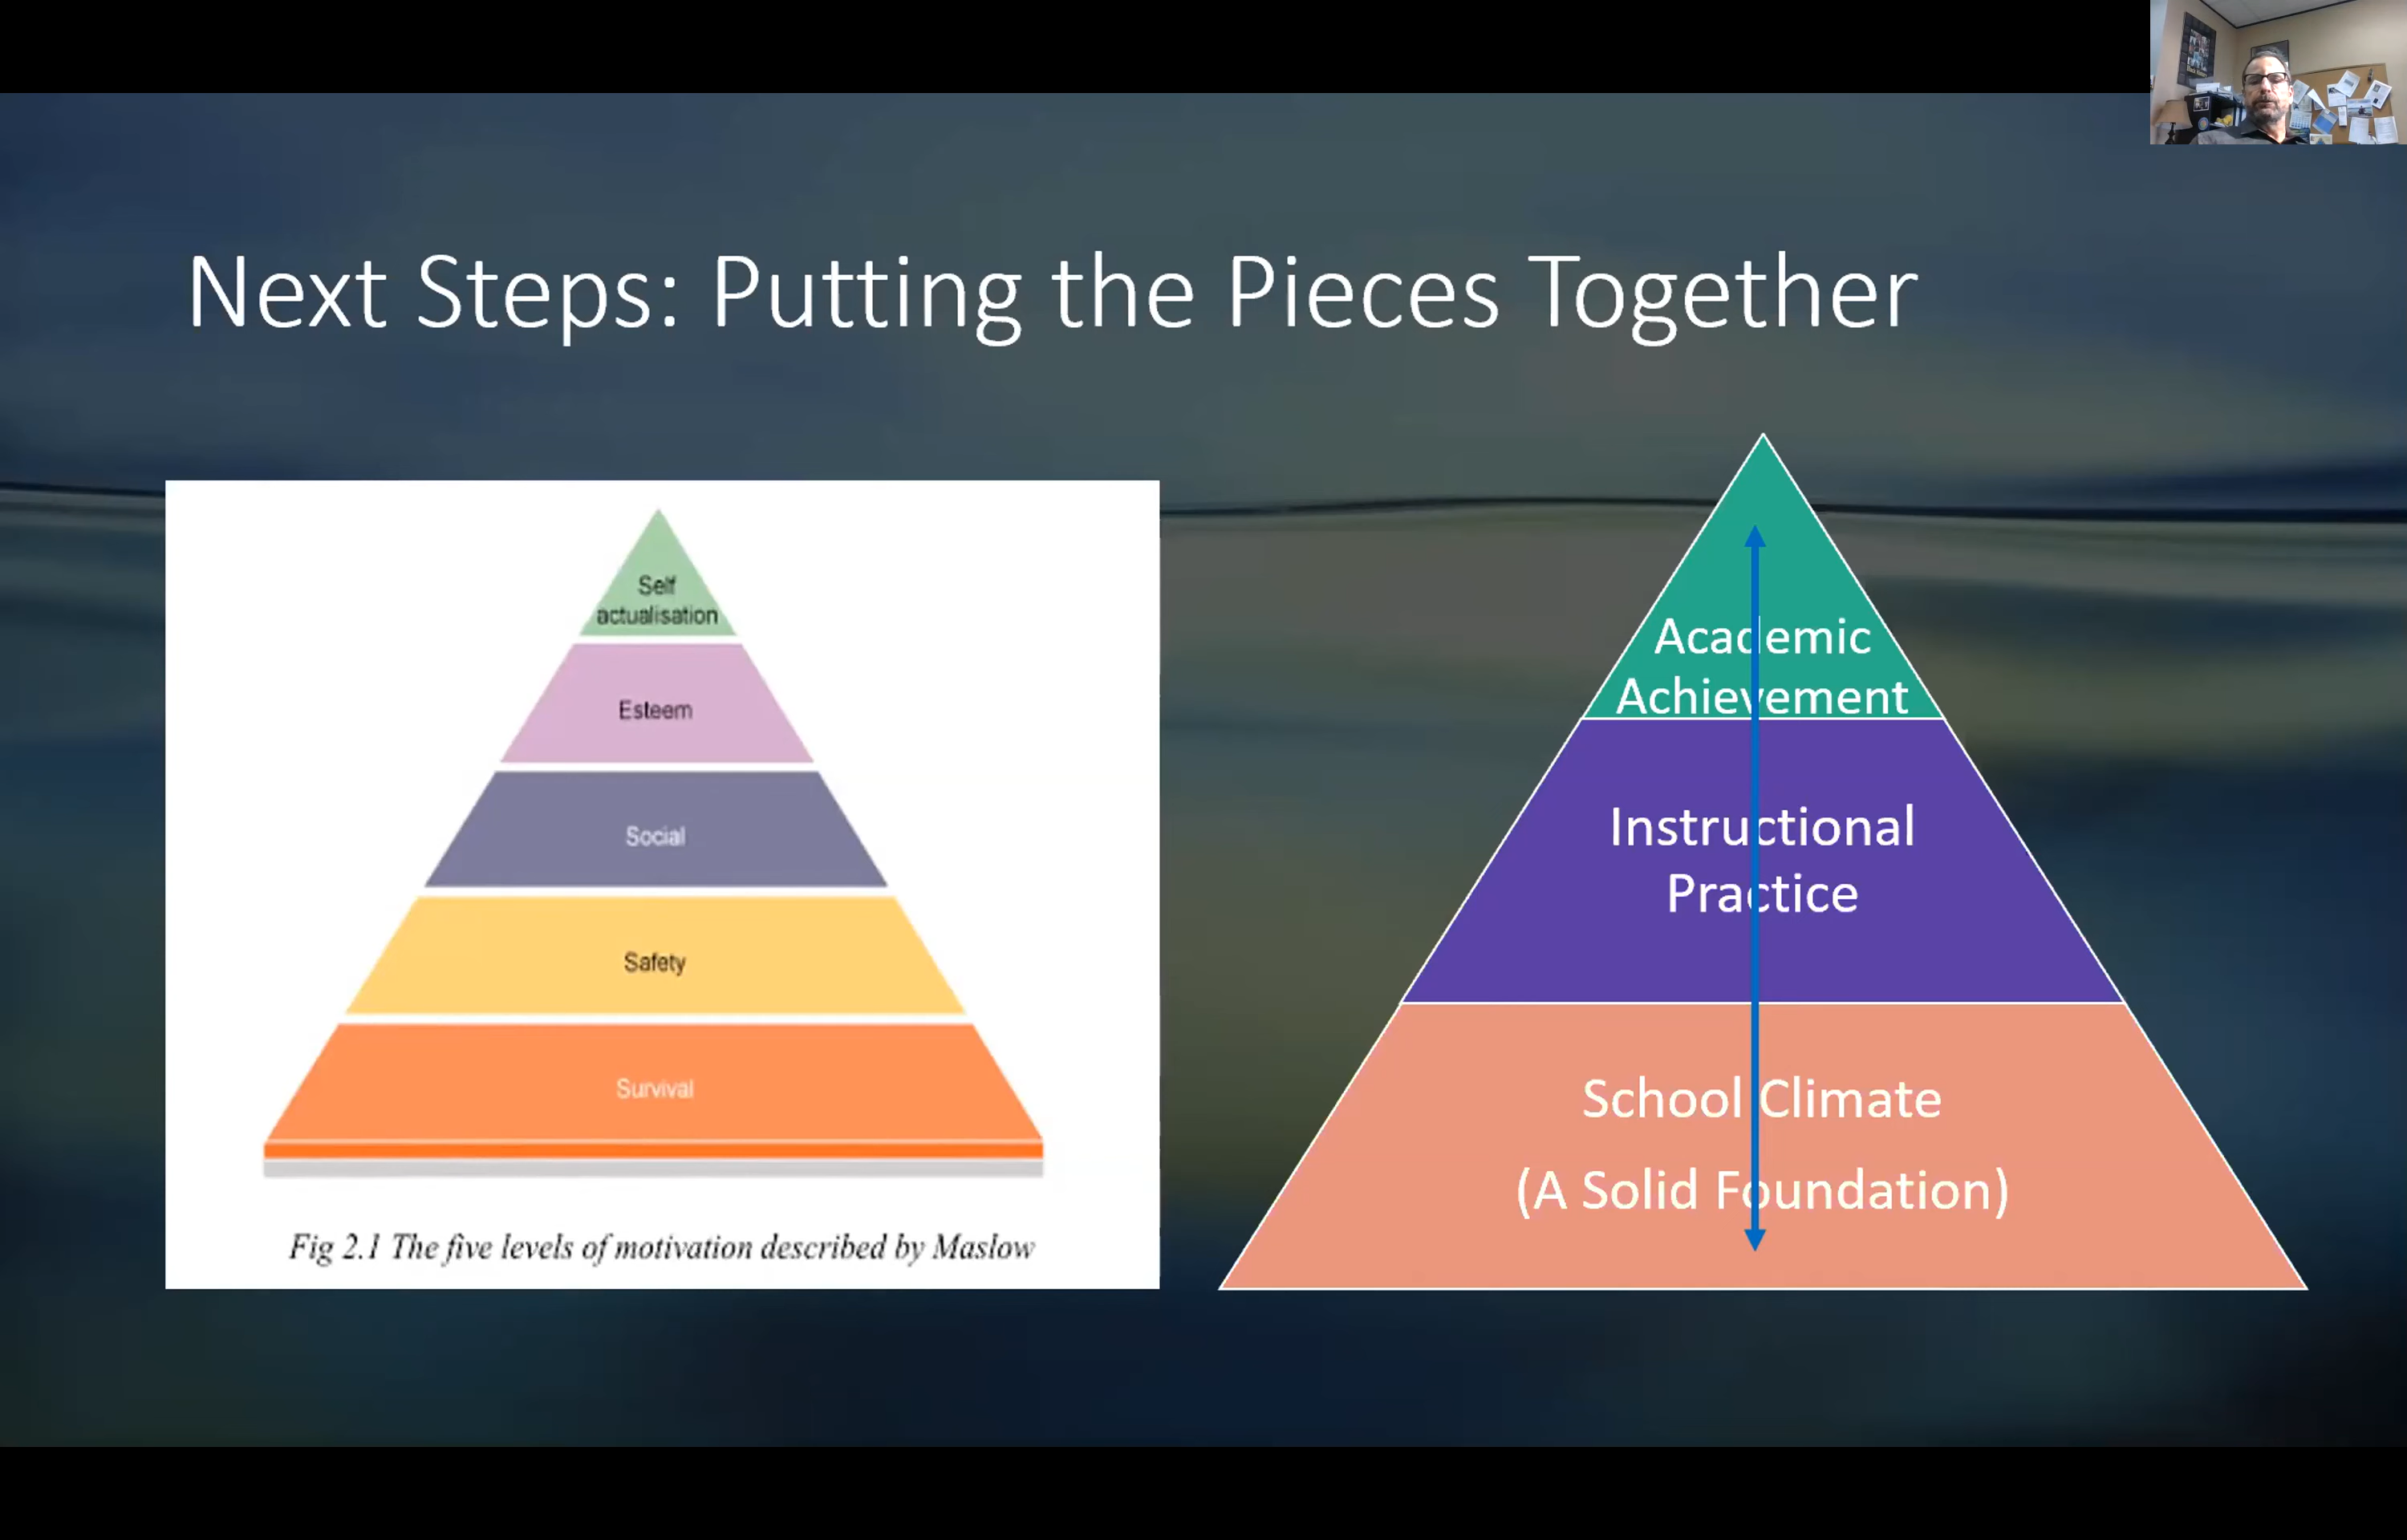 Next Steps: Putting the Pieces Together
Self
actualisation
Esteem
Social
Safety
Survival
Fig 2.1 The five levels of motivation described by Maslow
Academic
Achievement
Instructional
Practice
School Climate
(A Solid Foundation)